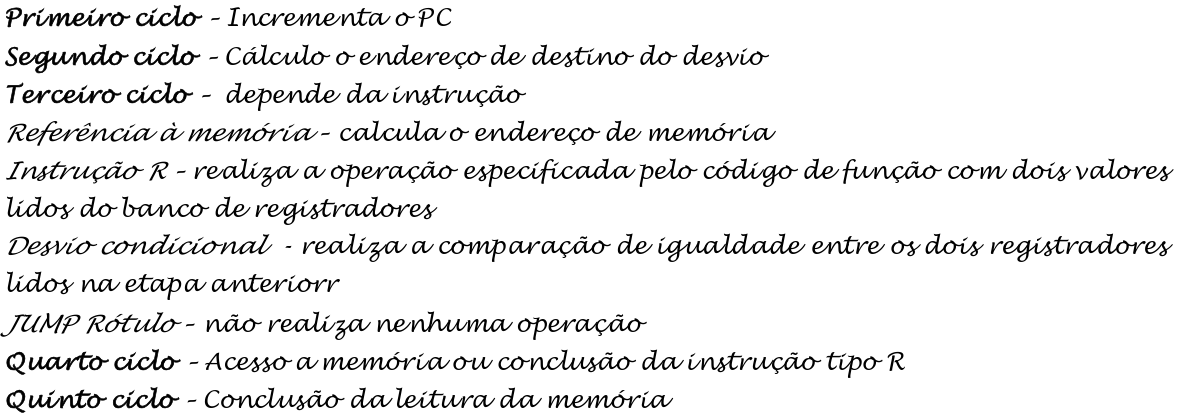 Primeiro ciclo – Incrementa o PC
Segundo ciclo – Cálculo o endereço de destino do desvio
Terceiro ciclo – depende da instrução
Referência à memória – calcula o endereço de memória
Instrução R – realiza a operação especificada pelo código de função com dois valores
lidos do banco de registradores
Desvio condicional - realiza a comparação de igualdade entre os dois registradores
lidos na etapa anteriorr
JUMP Rótulo – não realiza nenhuma operação
Quarto ciclo – Acesso a memória ou conclusão da instrução tipo R
Quinto ciclo – Conclusão da leitura da memória